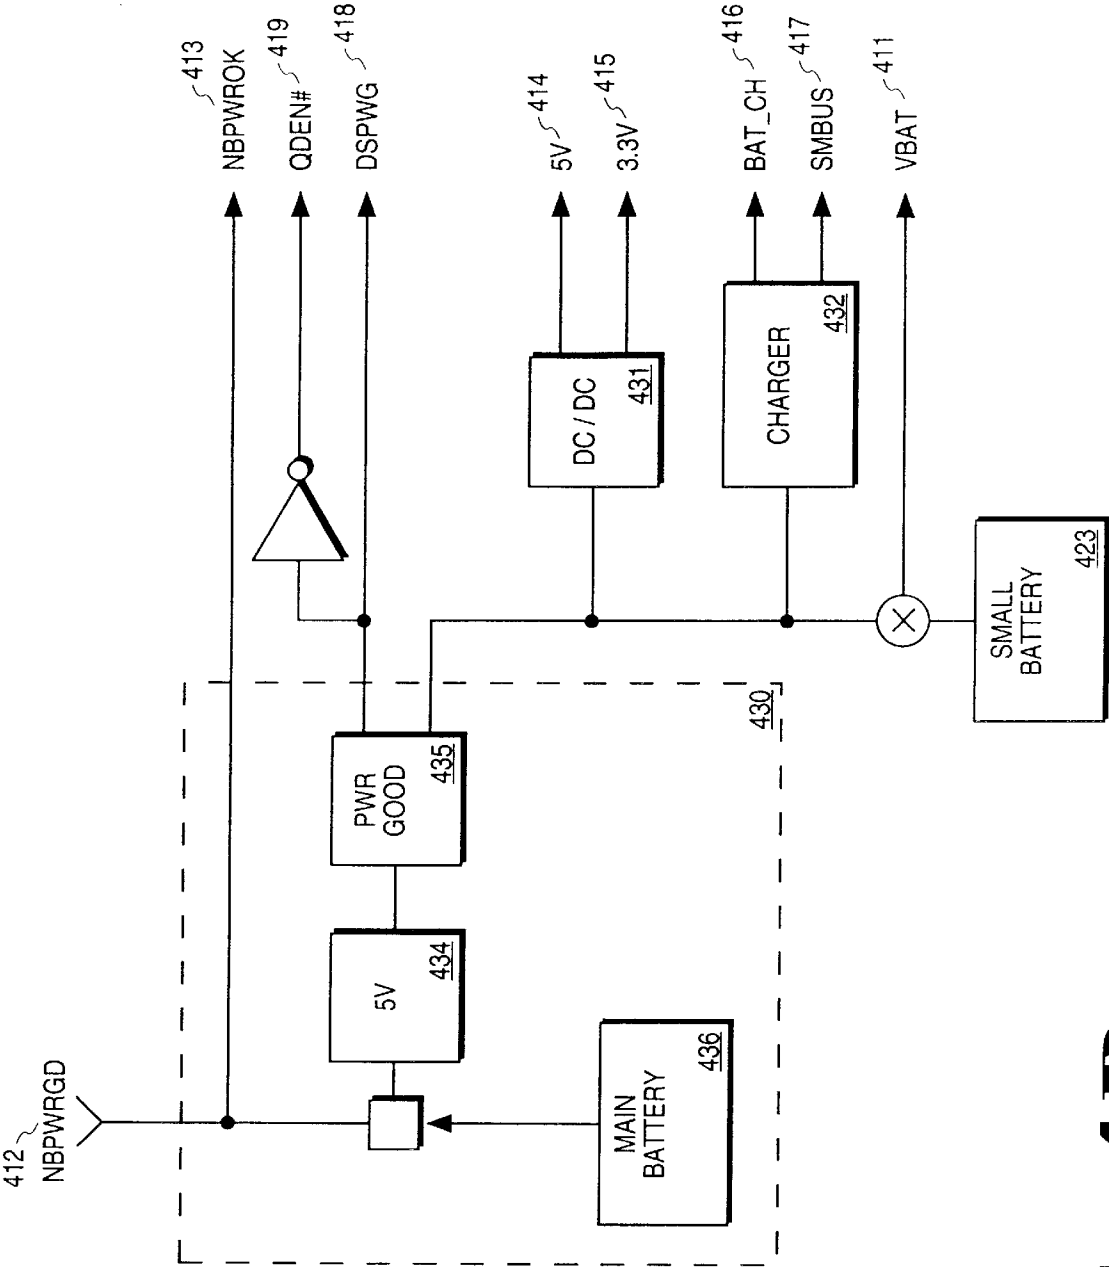 412
NBPWRGD
413
NBPWROK
419
QDEN#
418
DSPWG
414
5V
415
3.3V
416
BAT_CH
417
SMBUS
411
VBAT
MAIN
BATTERY
436
5V
434
PWR
GOOD
435
430
DC / DC
431
CHARGER
432
SMALL
BATTERY
423